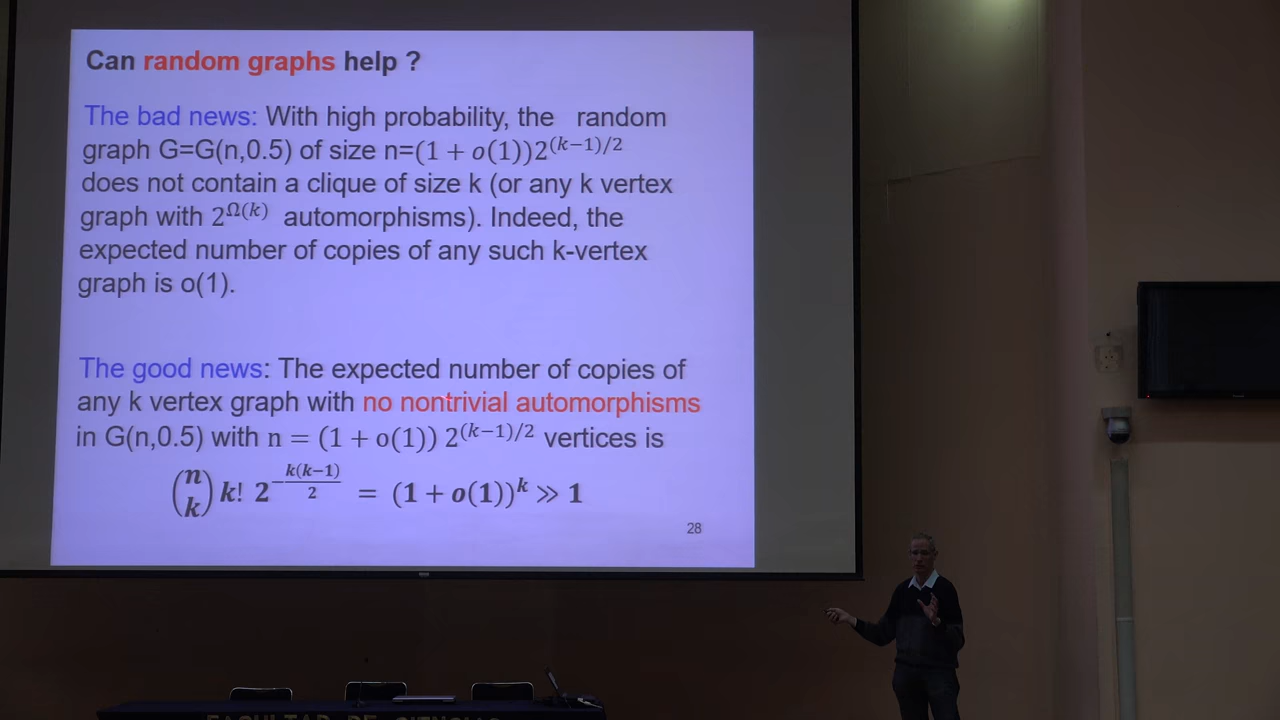 Can random graphs help ?
The bad news: With high probability, the random
graph G=G(n,0.5) of size n=(1 + o(1))2^{(k−1)/2}
does not contain a clique of size k (or any k vertex
graph with 2^{Ω(k)} automorphisms). Indeed, the
expected number of copies of any such k-vertex
graph is o(1).
The good news: The expected number of copies of
any k vertex graph with no nontrivial automorphisms
in G(n,0.5) with n = (1 + o(1)) 2^{(k−1)/2} vertices is
\binom{n}{k} k! 2^{−\frac{k(k−1)}{2}} = (1 + o(1))^k ≫ 1
28
FACULTAD DE CIENCIAS